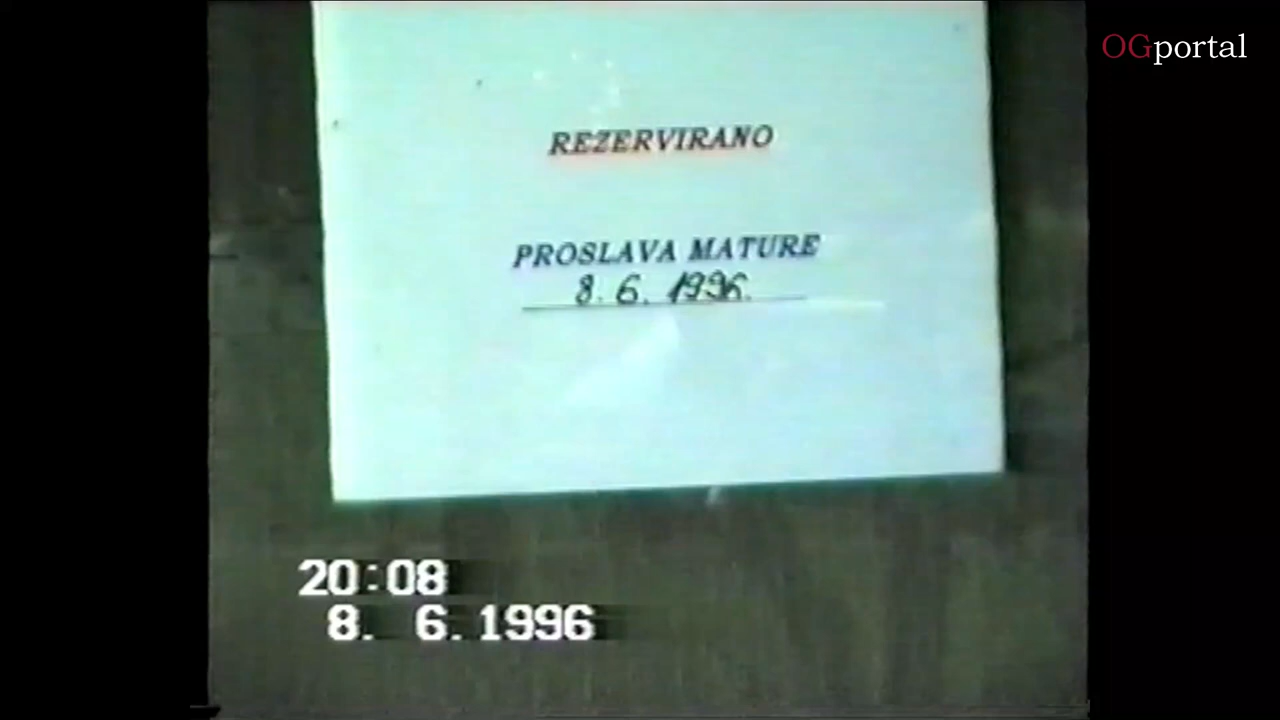 OGportal
REZERVIRANO
PROSLAVA MATURE
8. 6. 1996.
20:08
8. 6. 1996